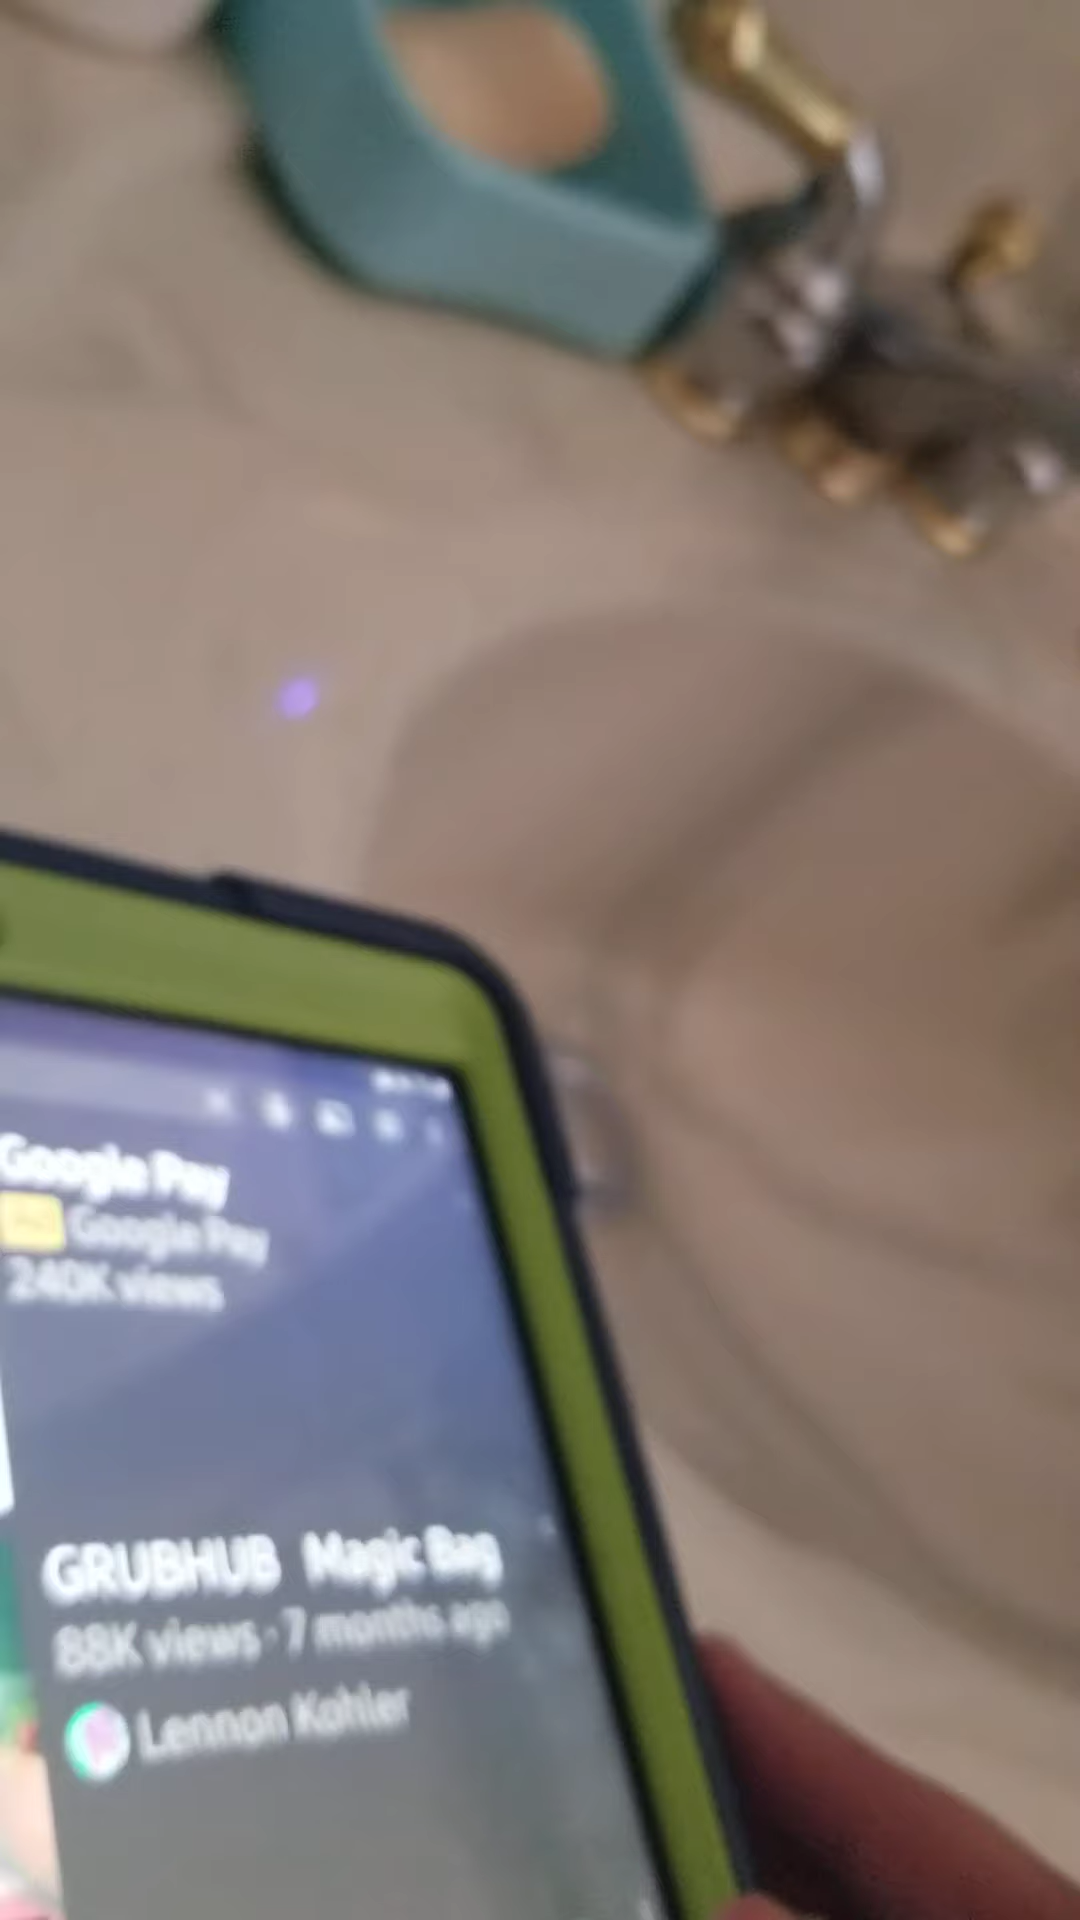 Google Pay
Google Pay
240K views
GRUBHUB Magic Bag
88K views · 7 months ago
Lennon Kohler